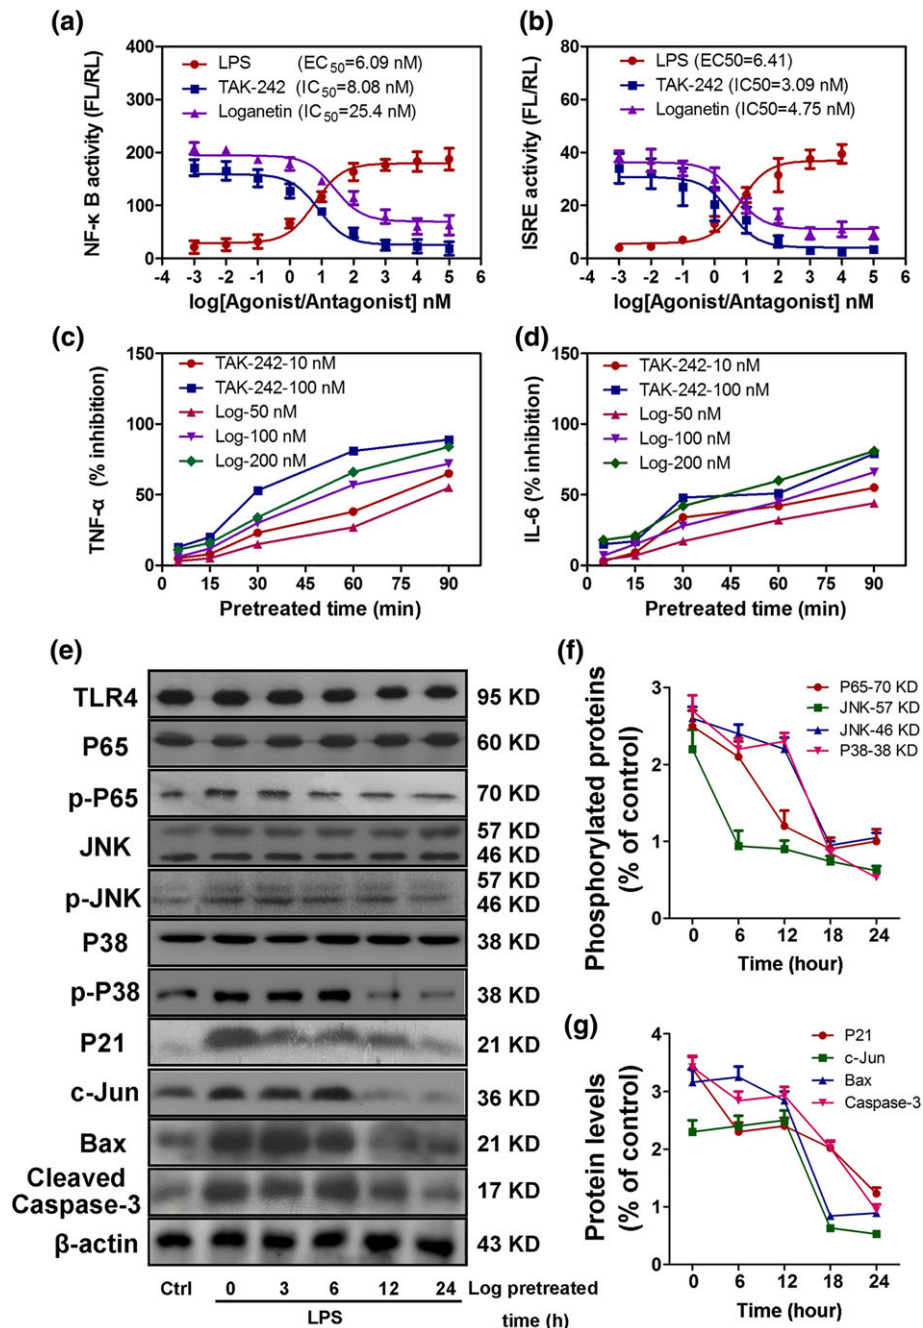 (a)
NF-κ B activity (FL/RL)
400
300
200
100
0
LPS (EC50=6.09 nM)
TAK-242 (IC50=8.08 nM)
Loganetin (IC50=25.4 nM)
-4 -3 -2 -1 0 1 2 3 4 5 6
log[Agonist/Antagonist] nM
(b)
ISRE activity (FL/RL)
80
60
40
20
0
LPS (EC50=6.41)
TAK-242 (IC50=3.09 nM)
Loganetin (IC50=4.75 nM)
-4 -3 -2 -1 0 1 2 3 4 5 6
log[Agonist/Antagonist] nM
(c)
TNF-α (% inhibition)
150
100
50
0
TAK-242-10 nM
TAK-242-100 nM
Log-50 nM
Log-100 nM
Log-200 nM
0 15 30 45 60 75 90
Pretreated time (min)
(d)
IL-6 (% inhibition)
150
100
50
0
TAK-242-10 nM
TAK-242-100 nM
Log-50 nM
Log-100 nM
Log-200 nM
0 15 30 45 60 75 90
Pretreated time (min)
(e)
TLR4 95 KD
P65 60 KD
p-P65 70 KD
JNK 57 KD
46 KD
p-JNK 57 KD
46 KD
P38 38 KD
p-P38 38 KD
P21 21 KD
c-Jun 36 KD
Bax 21 KD
Cleaved
Caspase-3 17 KD
β-actin 43 KD
Ctrl 0 3 6 12 24 Log pretreated
LPS time (h)
(f)
Phosphorylated proteins
(% of control)
3
2
1
0
P65-70 KD
JNK-57 KD
JNK-46 KD
P38-38 KD
0 6 12 18 24
Time (hour)
(g)
Protein levels
(% of control)
4
3
2
1
0
P21
c-Jun
Bax
Caspase-3
0 6 12 18 24
Time (hour)